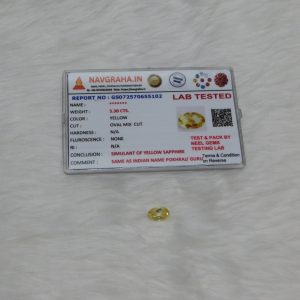 NAVGRAHA.IN
REPORT NO : GS072570655102
LAB TESTED
NAME : *******
WEIGHT : 5.30 CTS.
COLOR : YELLOW
CUT : OVAL MIX CUT
HARDNESS : N/A
FLUROSCENCE : NONE
RI : N/A
CONCLUSION : SIMULANT OF YELLOW SAPPHIRE
COMMENT : SAME AS INDIAN NAME POKHRAJ/ GURU
TEST & PACK BY
NEEL GEMS
TESTING LAB
Terms & Condition
on Reverse